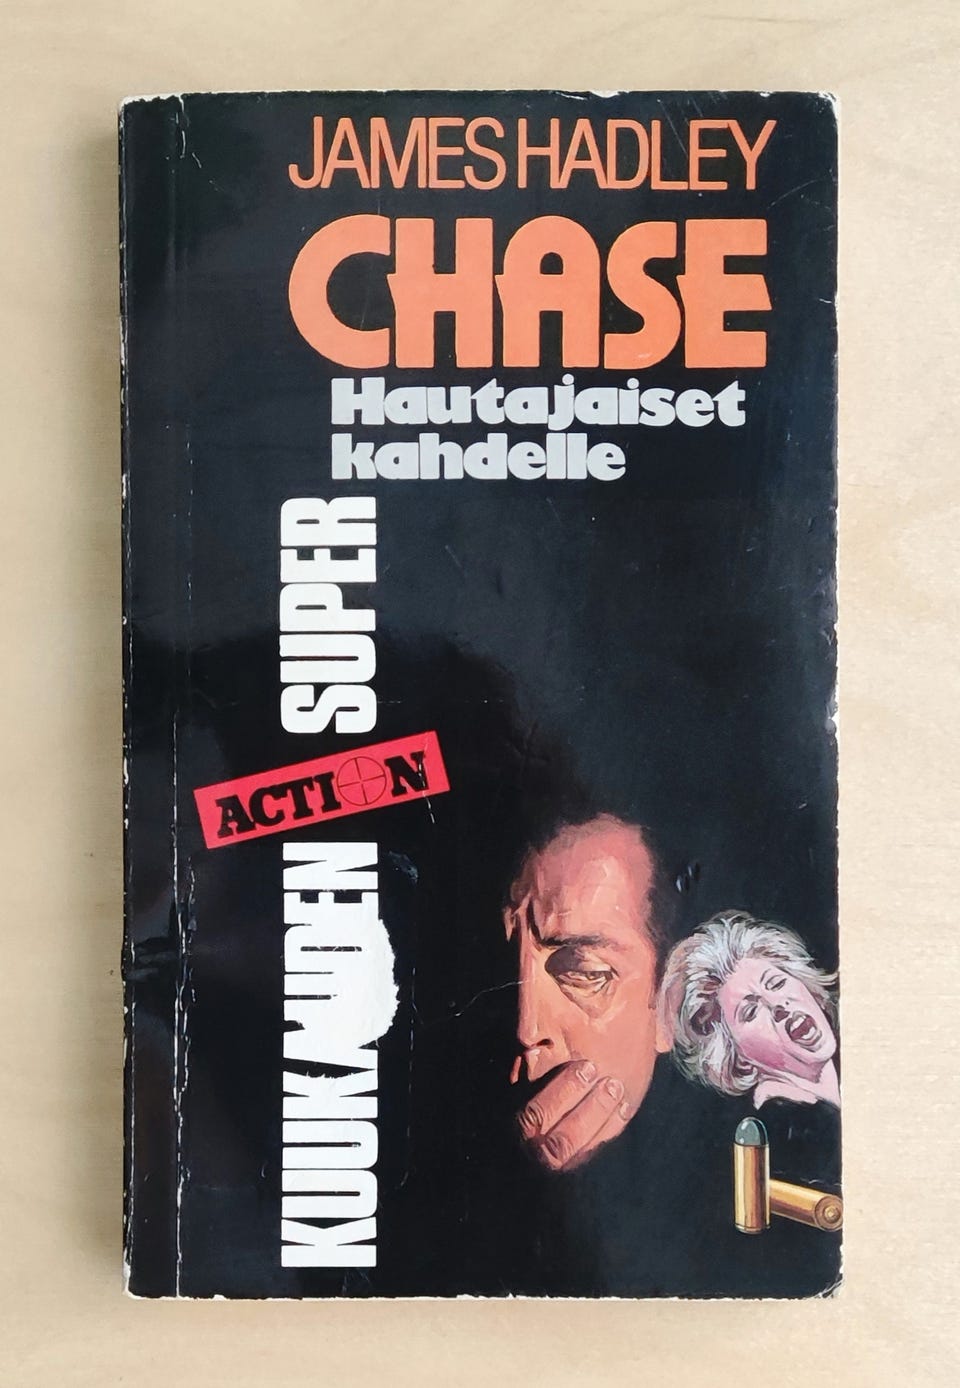 JAMES HADLEY
CHASE
Hautajaiset
kahdelle
KUUKAUDEN SUPER
ACTION